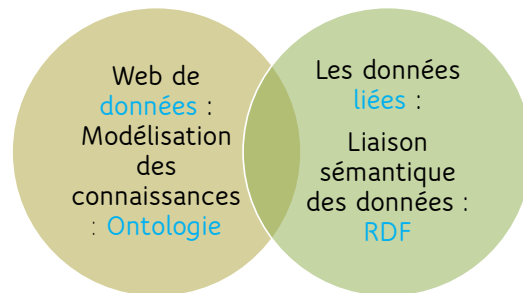 Web de
données :
Modélisation
des
connaissances
: Ontologie
Les données
liées :
Liaison
sémantique
des données :
RDF